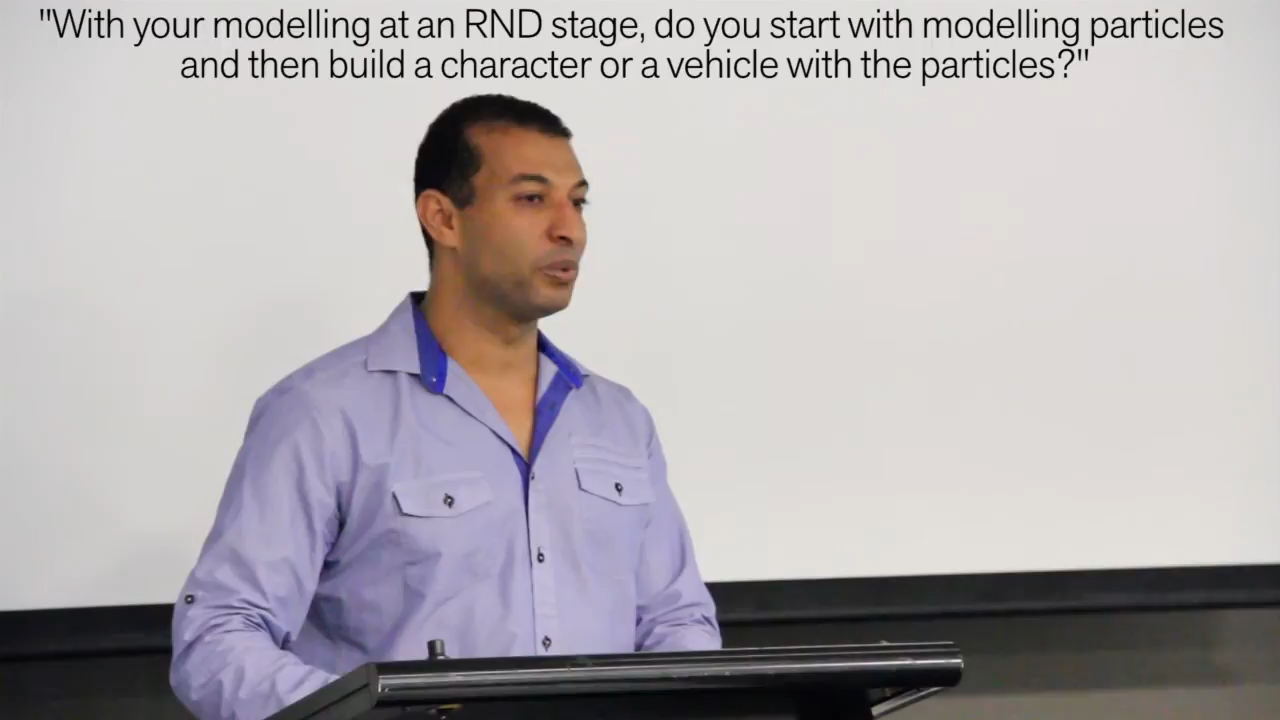 "With your modelling at an RND stage, do you start with modelling particles
and then build a character or a vehicle with the particles?"